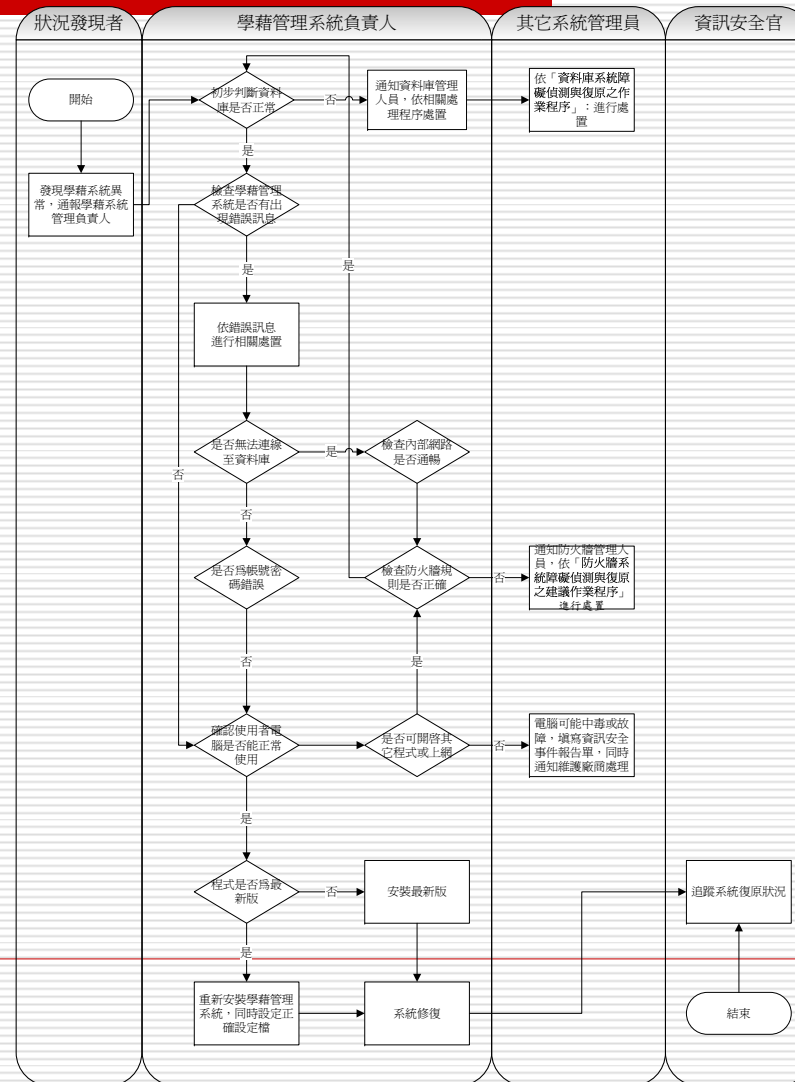 狀況發現者
學藉管理系統負責人
其它系統管理員
資訊安全官
開始
初步判斷資料
庫是否正常
否
通知資料庫管理
人員，依相關處
理程序處置
依「資料庫系統障
礙偵測與復原之作
業程序」；進行處
置
是
發現學藉系統異
常，通報學藉系統
管理負責人
檢查學藉管理
系統是否有出
現錯誤訊息
是
是
依錯誤訊息
進行相關處置
是否無法連線
至資料庫
是
檢查內部網路
是否通暢
否
否
是否為帳號密
碼錯誤
檢查防火牆規
則是否正確
否
通知防火牆管理人
員，依「防火牆系
統障礙偵測與復原
之建議作業程序」
進行處置
否
是
確認使用者電
腦是否能正常
使用
是否可開啓其
它程式或上網
否
電腦可能中毒或故
障，填寫資訊安全
事件報告單，同時
通知維護廠商處理
是
程式是否為最
新版
否
安裝最新版
追蹤系統復原狀況
是
重新安裝學藉管理
系統，同時設定正
確設定檔
系統修復
結束